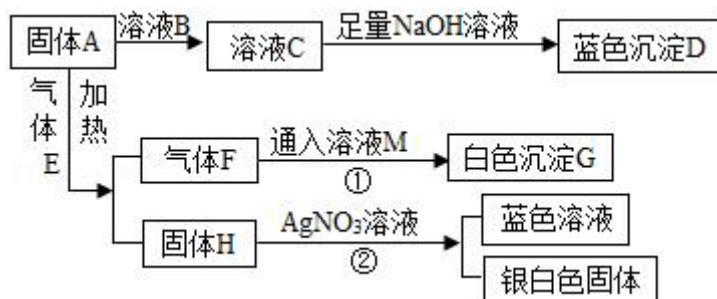 固体A 溶液B 溶液C 足量NaOH溶液 蓝色沉淀D
气体E 加热
气体F 通入溶液M ① 白色沉淀G
固体H AgNO₃溶液 ② 蓝色溶液
银白色固体